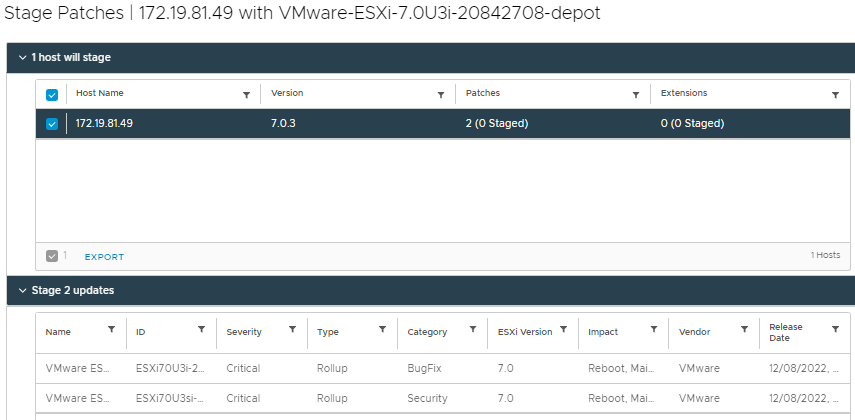 Stage Patches | 172.19.81.49 with VMware-ESXi-7.0U3i-20842708-depot
1 host will stage
Host Name Version Patches Extensions
172.19.81.49 7.0.3 2 (0 Staged) 0 (0 Staged)
1 EXPORT 1 Hosts
Stage 2 updates
Name ID Severity Type Category ESXi Version Impact Vendor Release Date
VMware ES... ESXi70U3i-2... Critical Rollup BugFix 7.0 Reboot, Mai... VMware 12/08/2022, ...
VMware ES... ESXi70U3si-... Critical Rollup Security 7.0 Reboot, Mai... VMware 12/08/2022, ...